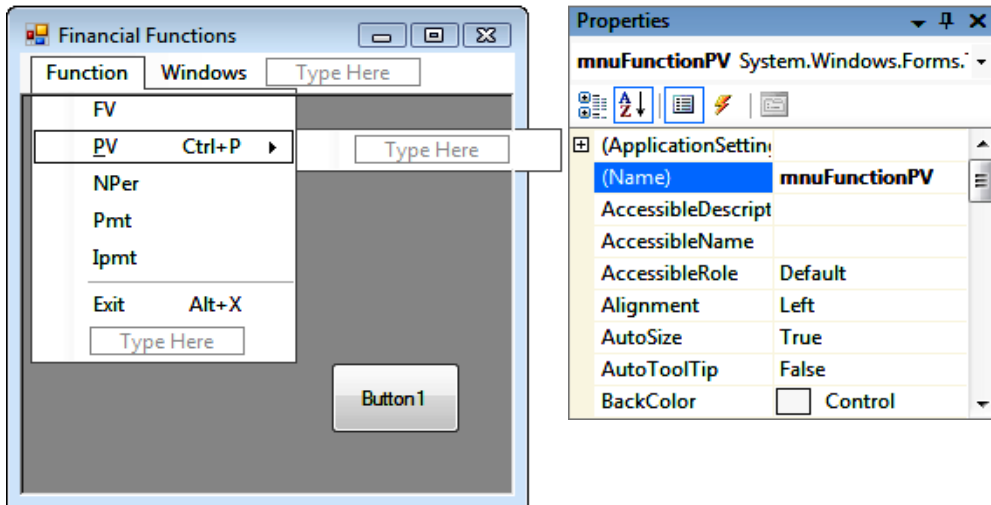 Financial Functions
Function Windows Type Here
FV
PV Ctrl+P Type Here
NPer
Pmt
Ipmt
Exit Alt+X
Type Here
Button1
Properties
mnuFunctionPV System.Windows.Forms.
(ApplicationSetting
(Name) mnuFunctionPV
AccessibleDescript
AccessibleName
AccessibleRole Default
Alignment Left
AutoSize True
AutoToolTip False
BackColor Control